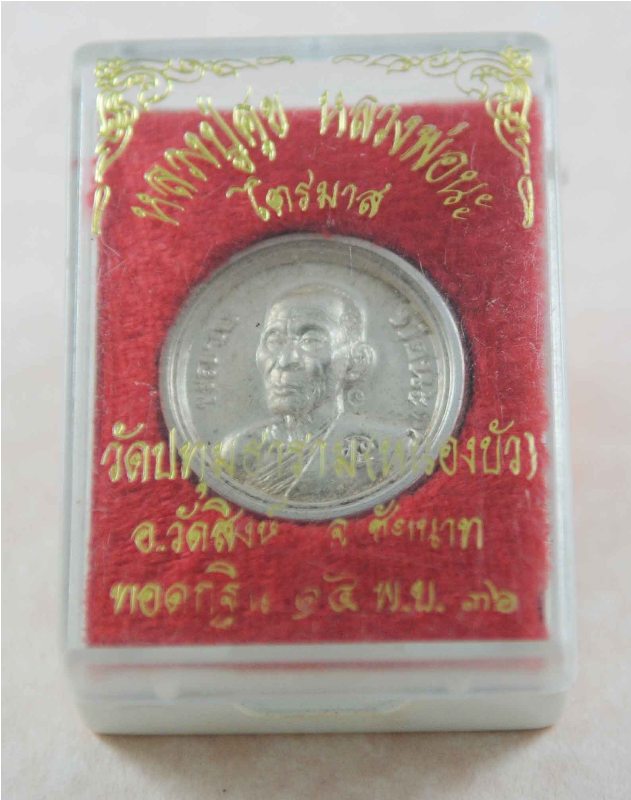 หลวงปู่ศุข หลวงพ่อนะ
ไตรมาส
วัดปทุมธาราม(หนองบัว)
อ.วัดสิงห์ จ ชัยนาท
ทอดกฐิน ๑๕ พ.ย. ๓๖